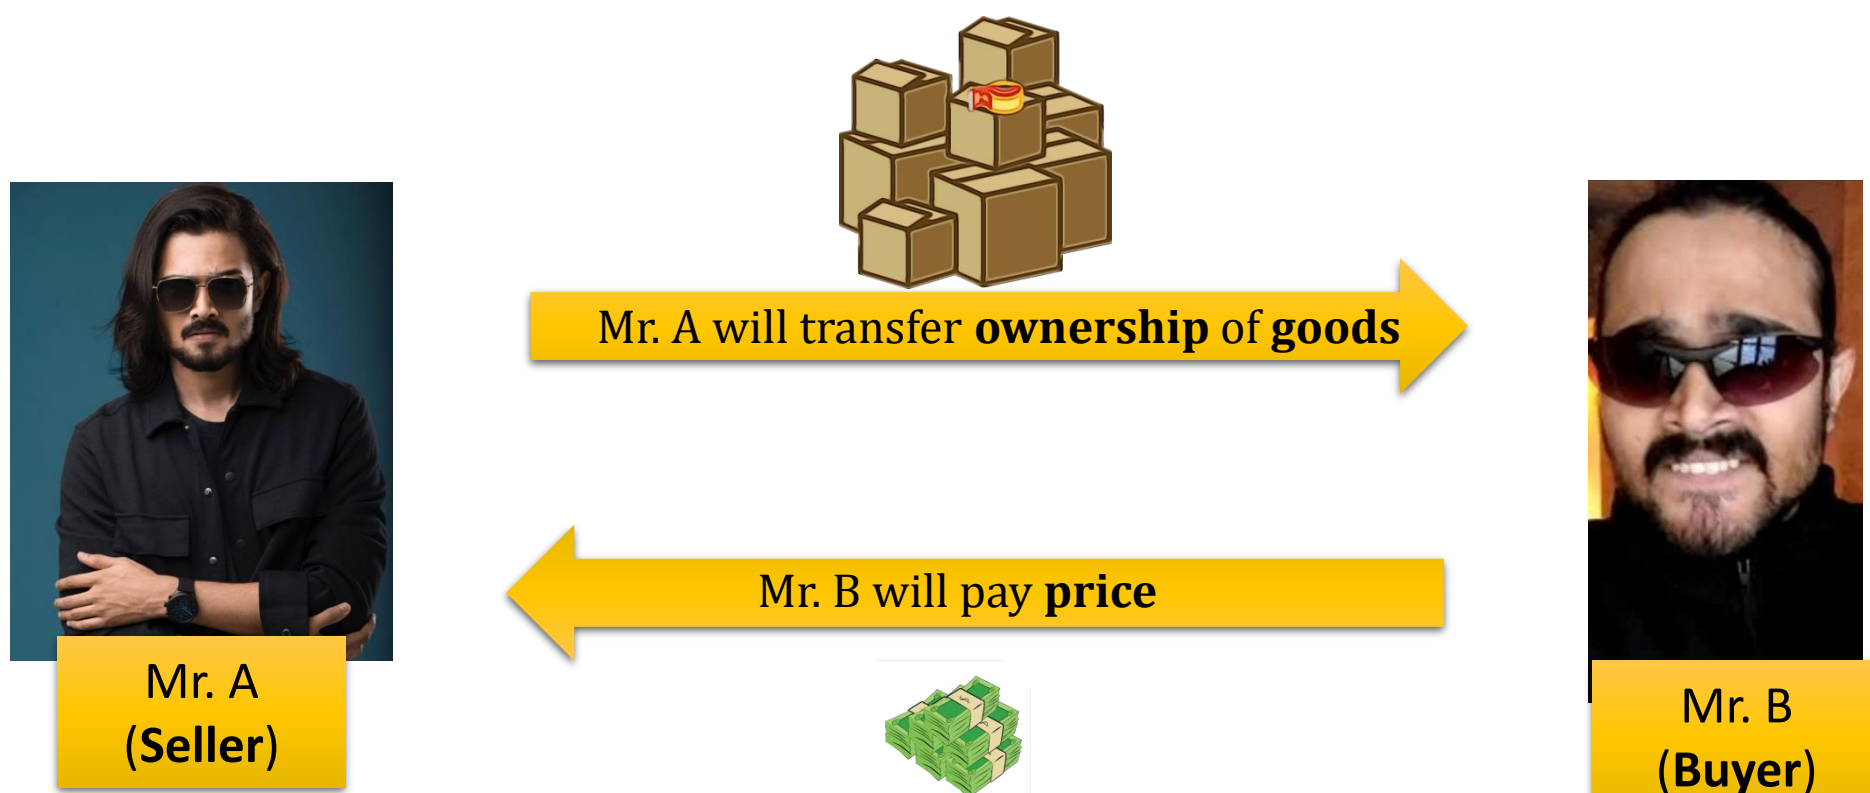 Mr. A will transfer ownership of goods
Mr. B will pay price
Mr. A
(Seller)
Mr. B
(Buyer)